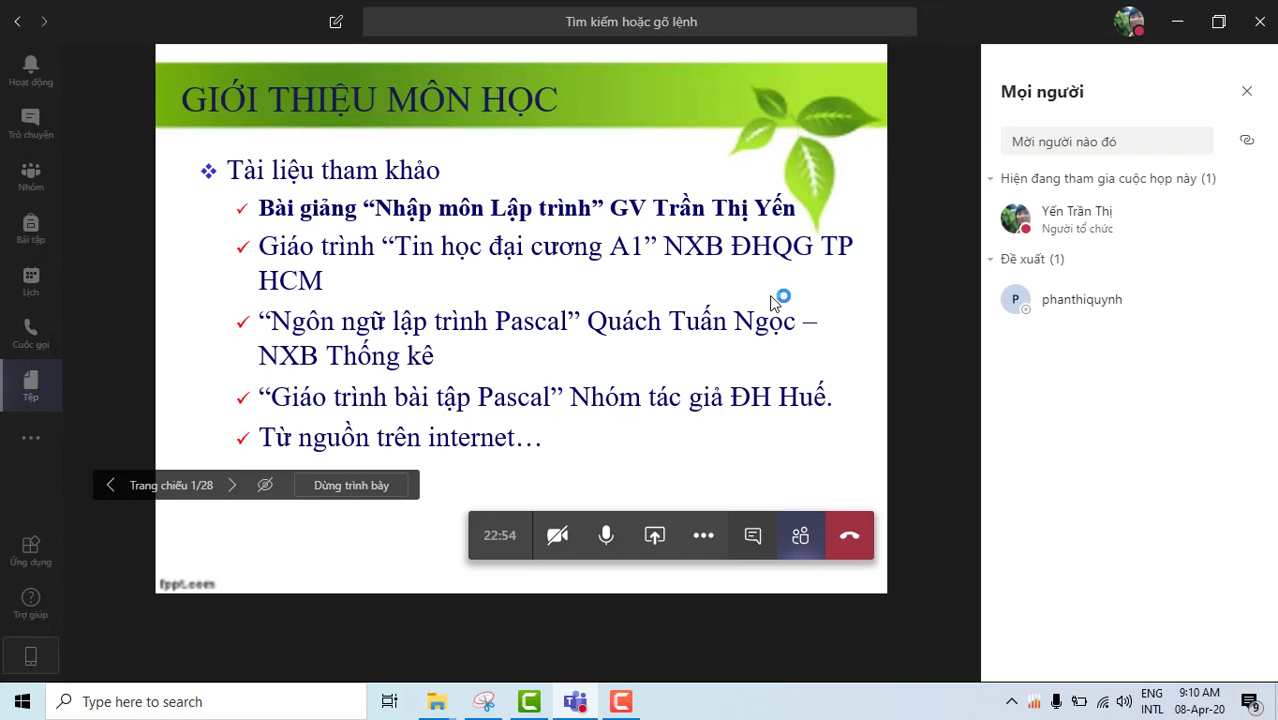 Tìm kiếm hoặc gõ lệnh
Hoạt động
Trò chuyện
Nhóm
Bài tập
Lịch
Cuộc gọi
Tệp
Ứng dụng
Trợ giúp
GIỚI THIỆU MÔN HỌC
Tài liệu tham khảo
Bài giảng “Nhập môn Lập trình” GV Trần Thị Yến
Giáo trình “Tin học đại cương A1” NXB ĐHQG TP
HCM
“Ngôn ngữ lập trình Pascal” Quách Tuấn Ngọc –
NXB Thống kê
“Giáo trình bài tập Pascal” Nhóm tác giả ĐH Huế.
Từ nguồn trên internet…
Trang chiếu 1/28
Dừng trình bày
22:54
fppt.com
Mọi người
Mời người nào đó
Hiện đang tham gia cuộc họp này (1)
Yến Trần Thị
Người tổ chức
Đề xuất (1)
P
phanthiquynh
Type here to search
ENG
INTL
9:10 AM
08-Apr-20
9